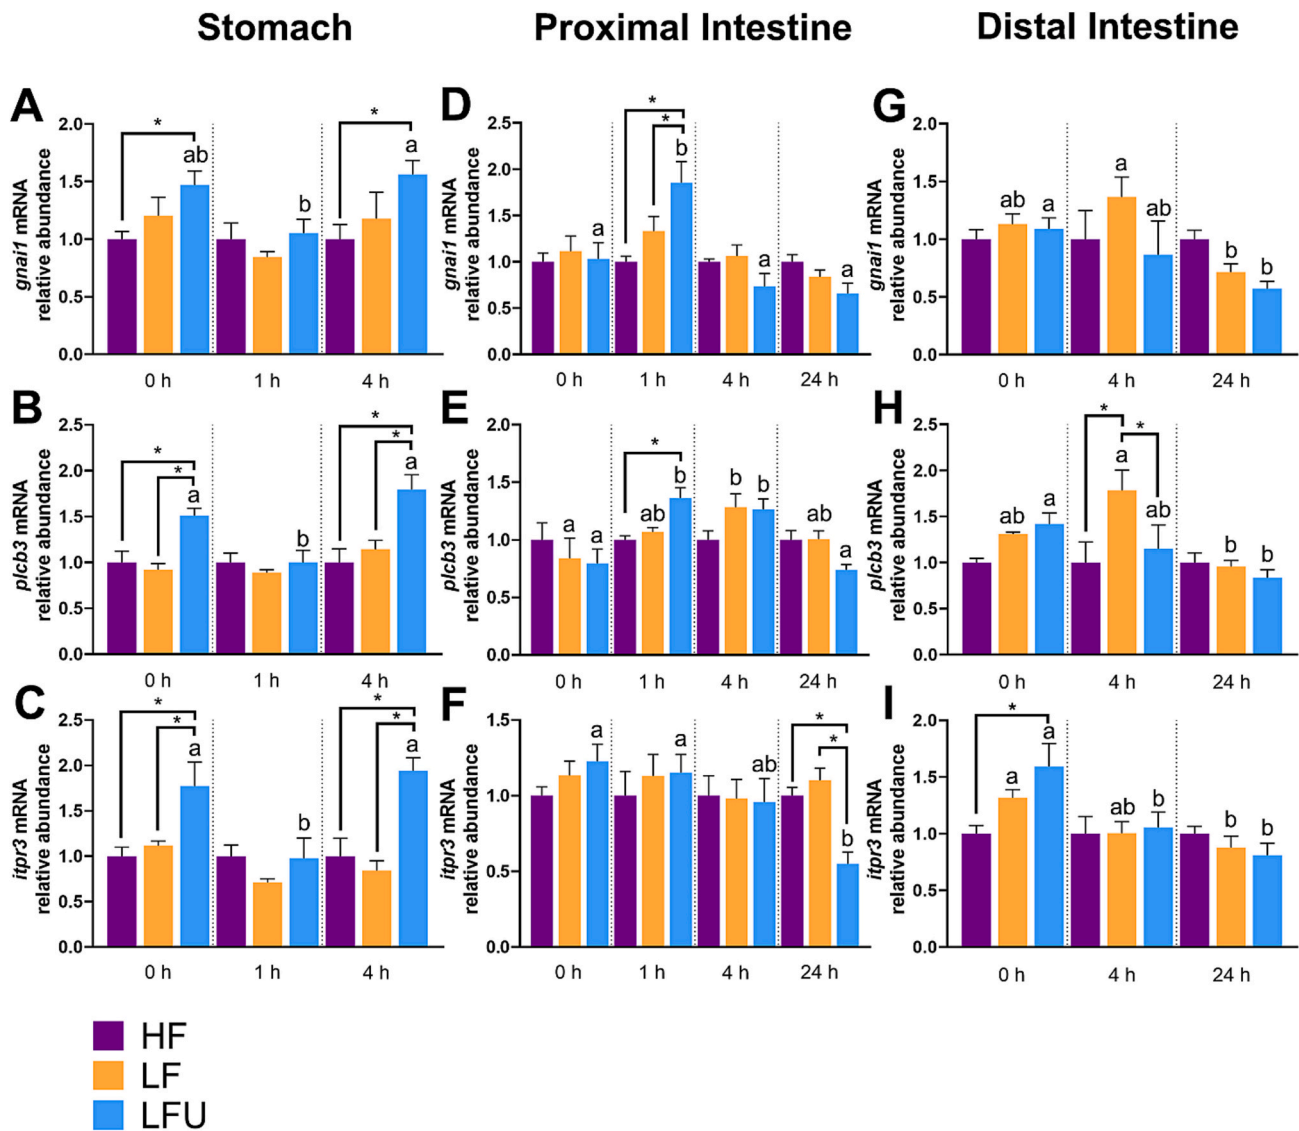 Stomach
Proximal Intestine
Distal Intestine
A
gnai1 mRNA
relative abundance
2.0
1.5
1.0
0.5
0.0
*
*
ab
b
a
0 h
1 h
4 h
D
gnai1 mRNA
relative abundance
2.5
2.0
1.5
1.0
0.5
0.0
*
*
a
b
a
a
0 h
1 h
4 h
24 h
G
gnai1 mRNA
relative abundance
2.0
1.5
1.0
0.5
0.0
ab
a
a
ab
b
b
0 h
4 h
24 h
B
plcb3 mRNA
relative abundance
2.5
2.0
1.5
1.0
0.5
0.0
*
*
*
*
a
b
a
0 h
1 h
4 h
E
plcb3 mRNA
relative abundance
2.0
1.5
1.0
0.5
0.0
*
a
a
ab
b
b
b
ab
a
0 h
1 h
4 h
24 h
H
plcb3 mRNA
relative abundance
2.5
2.0
1.5
1.0
0.5
0.0
*
*
ab
a
a
ab
b
b
0 h
4 h
24 h
C
itpr3 mRNA
relative abundance
2.5
2.0
1.5
1.0
0.5
0.0
*
*
*
*
a
b
a
0 h
1 h
4 h
F
itpr3 mRNA
relative abundance
1.5
1.0
0.5
0.0
*
*
a
a
ab
b
0 h
1 h
4 h
24 h
I
itpr3 mRNA
relative abundance
2.0
1.5
1.0
0.5
0.0
*
a
a
ab
b
b
b
0 h
4 h
24 h
HF
LF
LFU